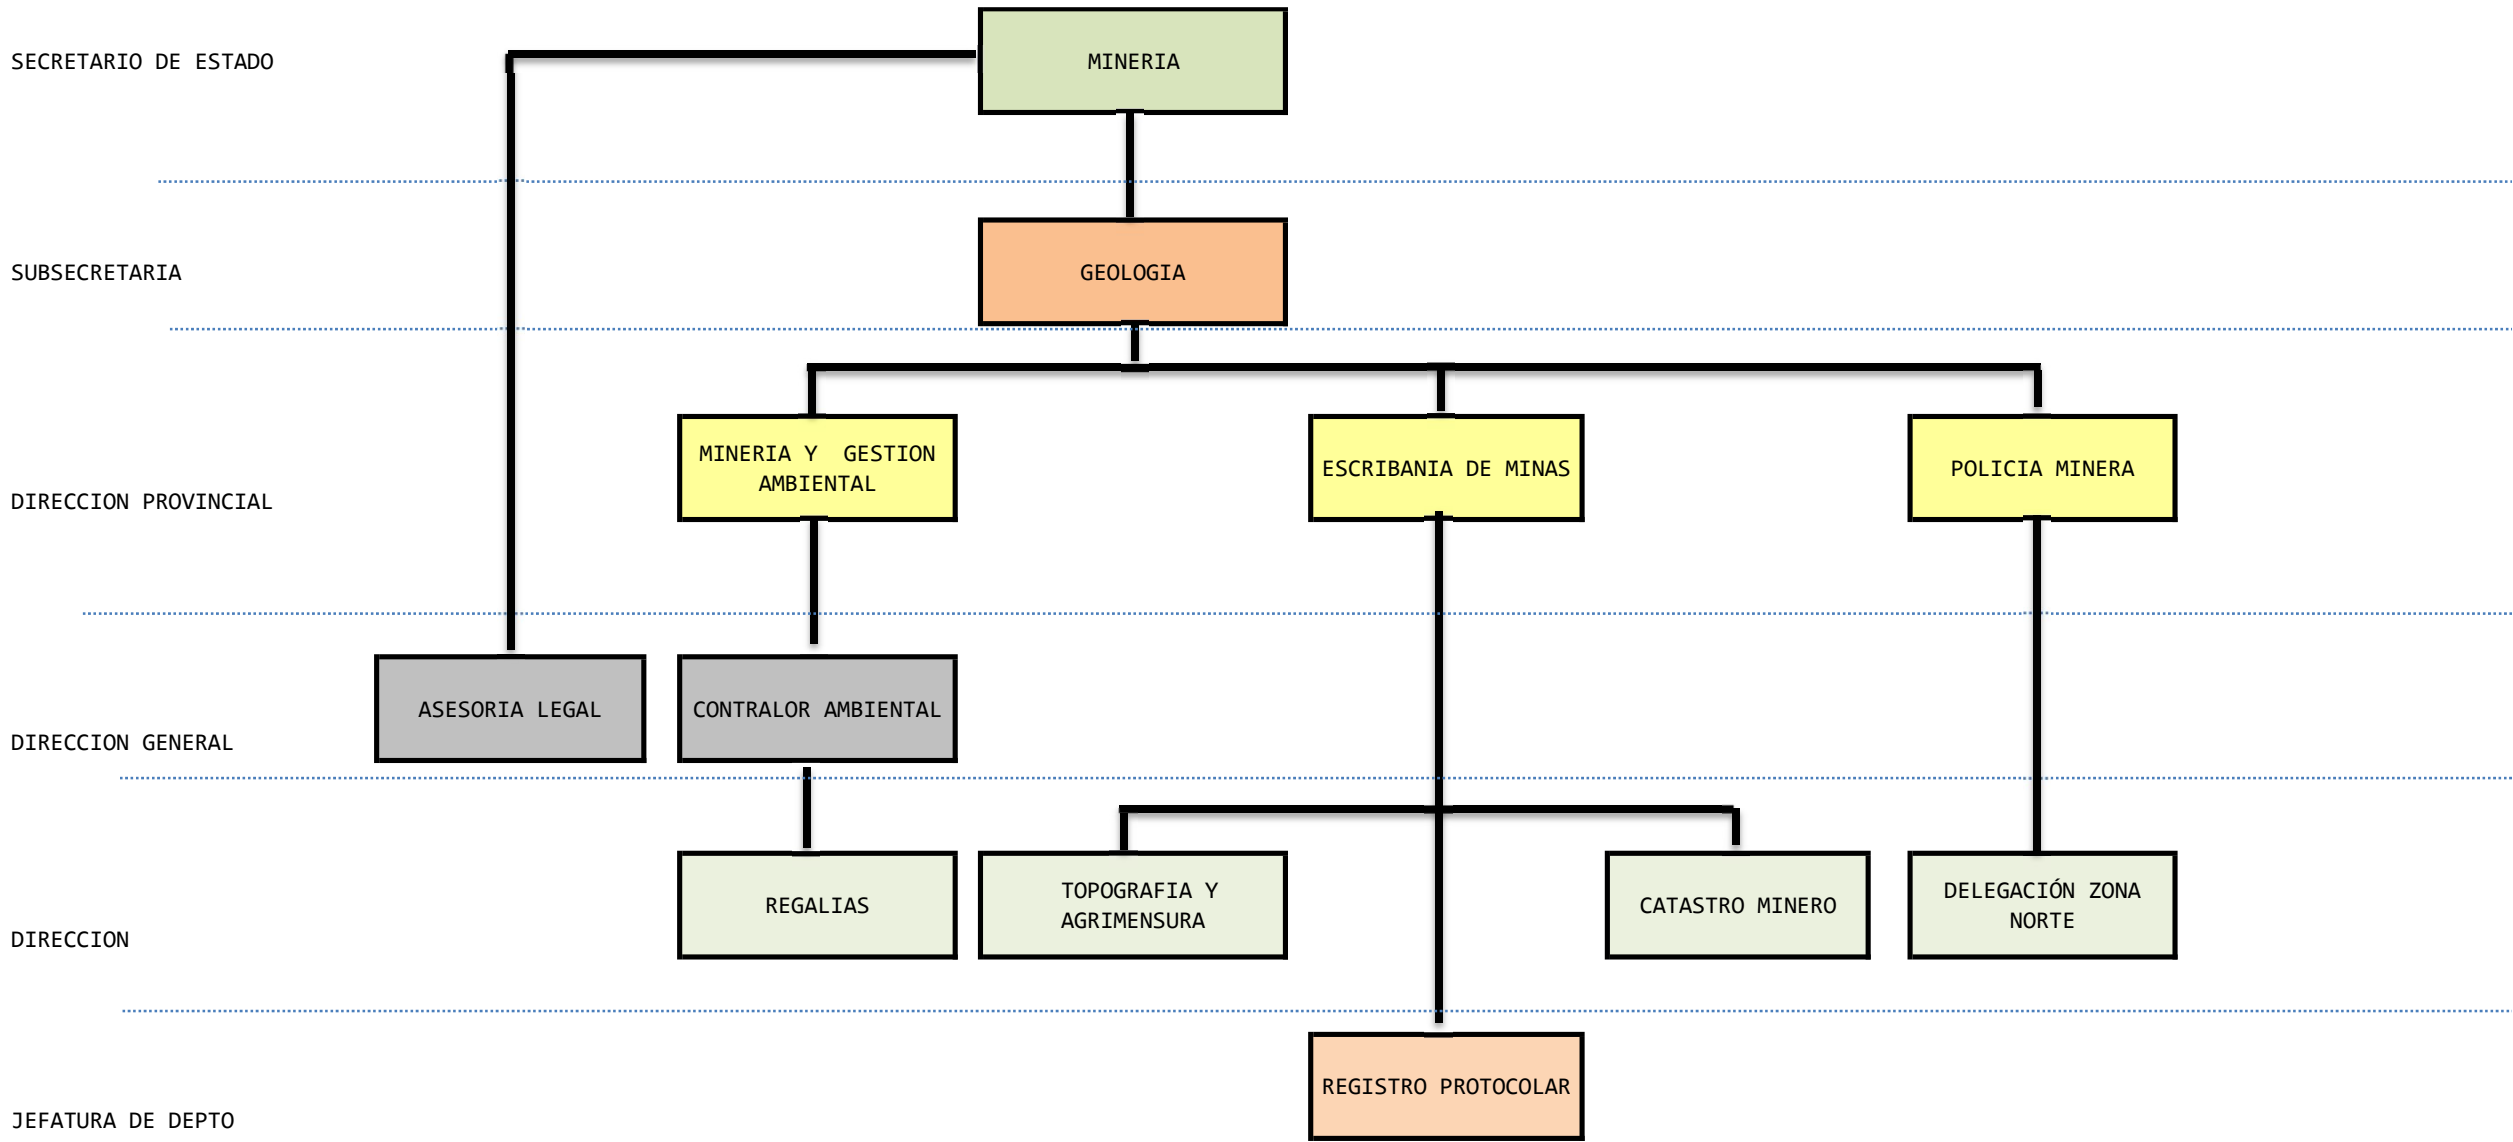 SECRETARIO DE ESTADO
MINERIA
SUBSECRETARIA
GEOLOGIA
DIRECCION PROVINCIAL
MINERIA Y  GESTION
AMBIENTAL
ESCRIBANIA DE MINAS
POLICIA MINERA
DIRECCION GENERAL
ASESORIA LEGAL
CONTRALOR AMBIENTAL
DIRECCION
REGALIAS
TOPOGRAFIA Y
AGRIMENSURA
CATASTRO MINERO
DELEGACIÓN ZONA
NORTE
JEFATURA DE DEPTO
REGISTRO PROTOCOLAR